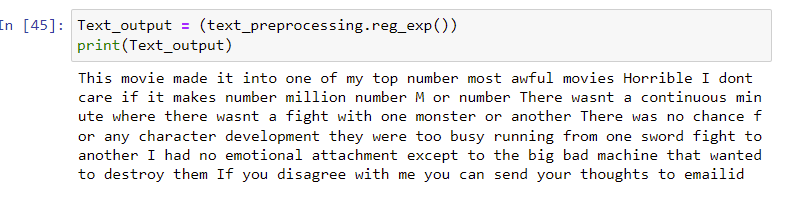 In [45]: Text_output = (text_preprocessing.reg_exp())
print(Text_output)
This movie made it into one of my top number most awful movies Horrible I dont
care if it makes number million number M or number There wasnt a continuous min
ute where there wasnt a fight with one monster or another There was no chance f
or any character development they were too busy running from one sword fight to
another I had no emotional attachment except to the big bad machine that wanted
to destroy them If you disagree with me you can send your thoughts to emailid